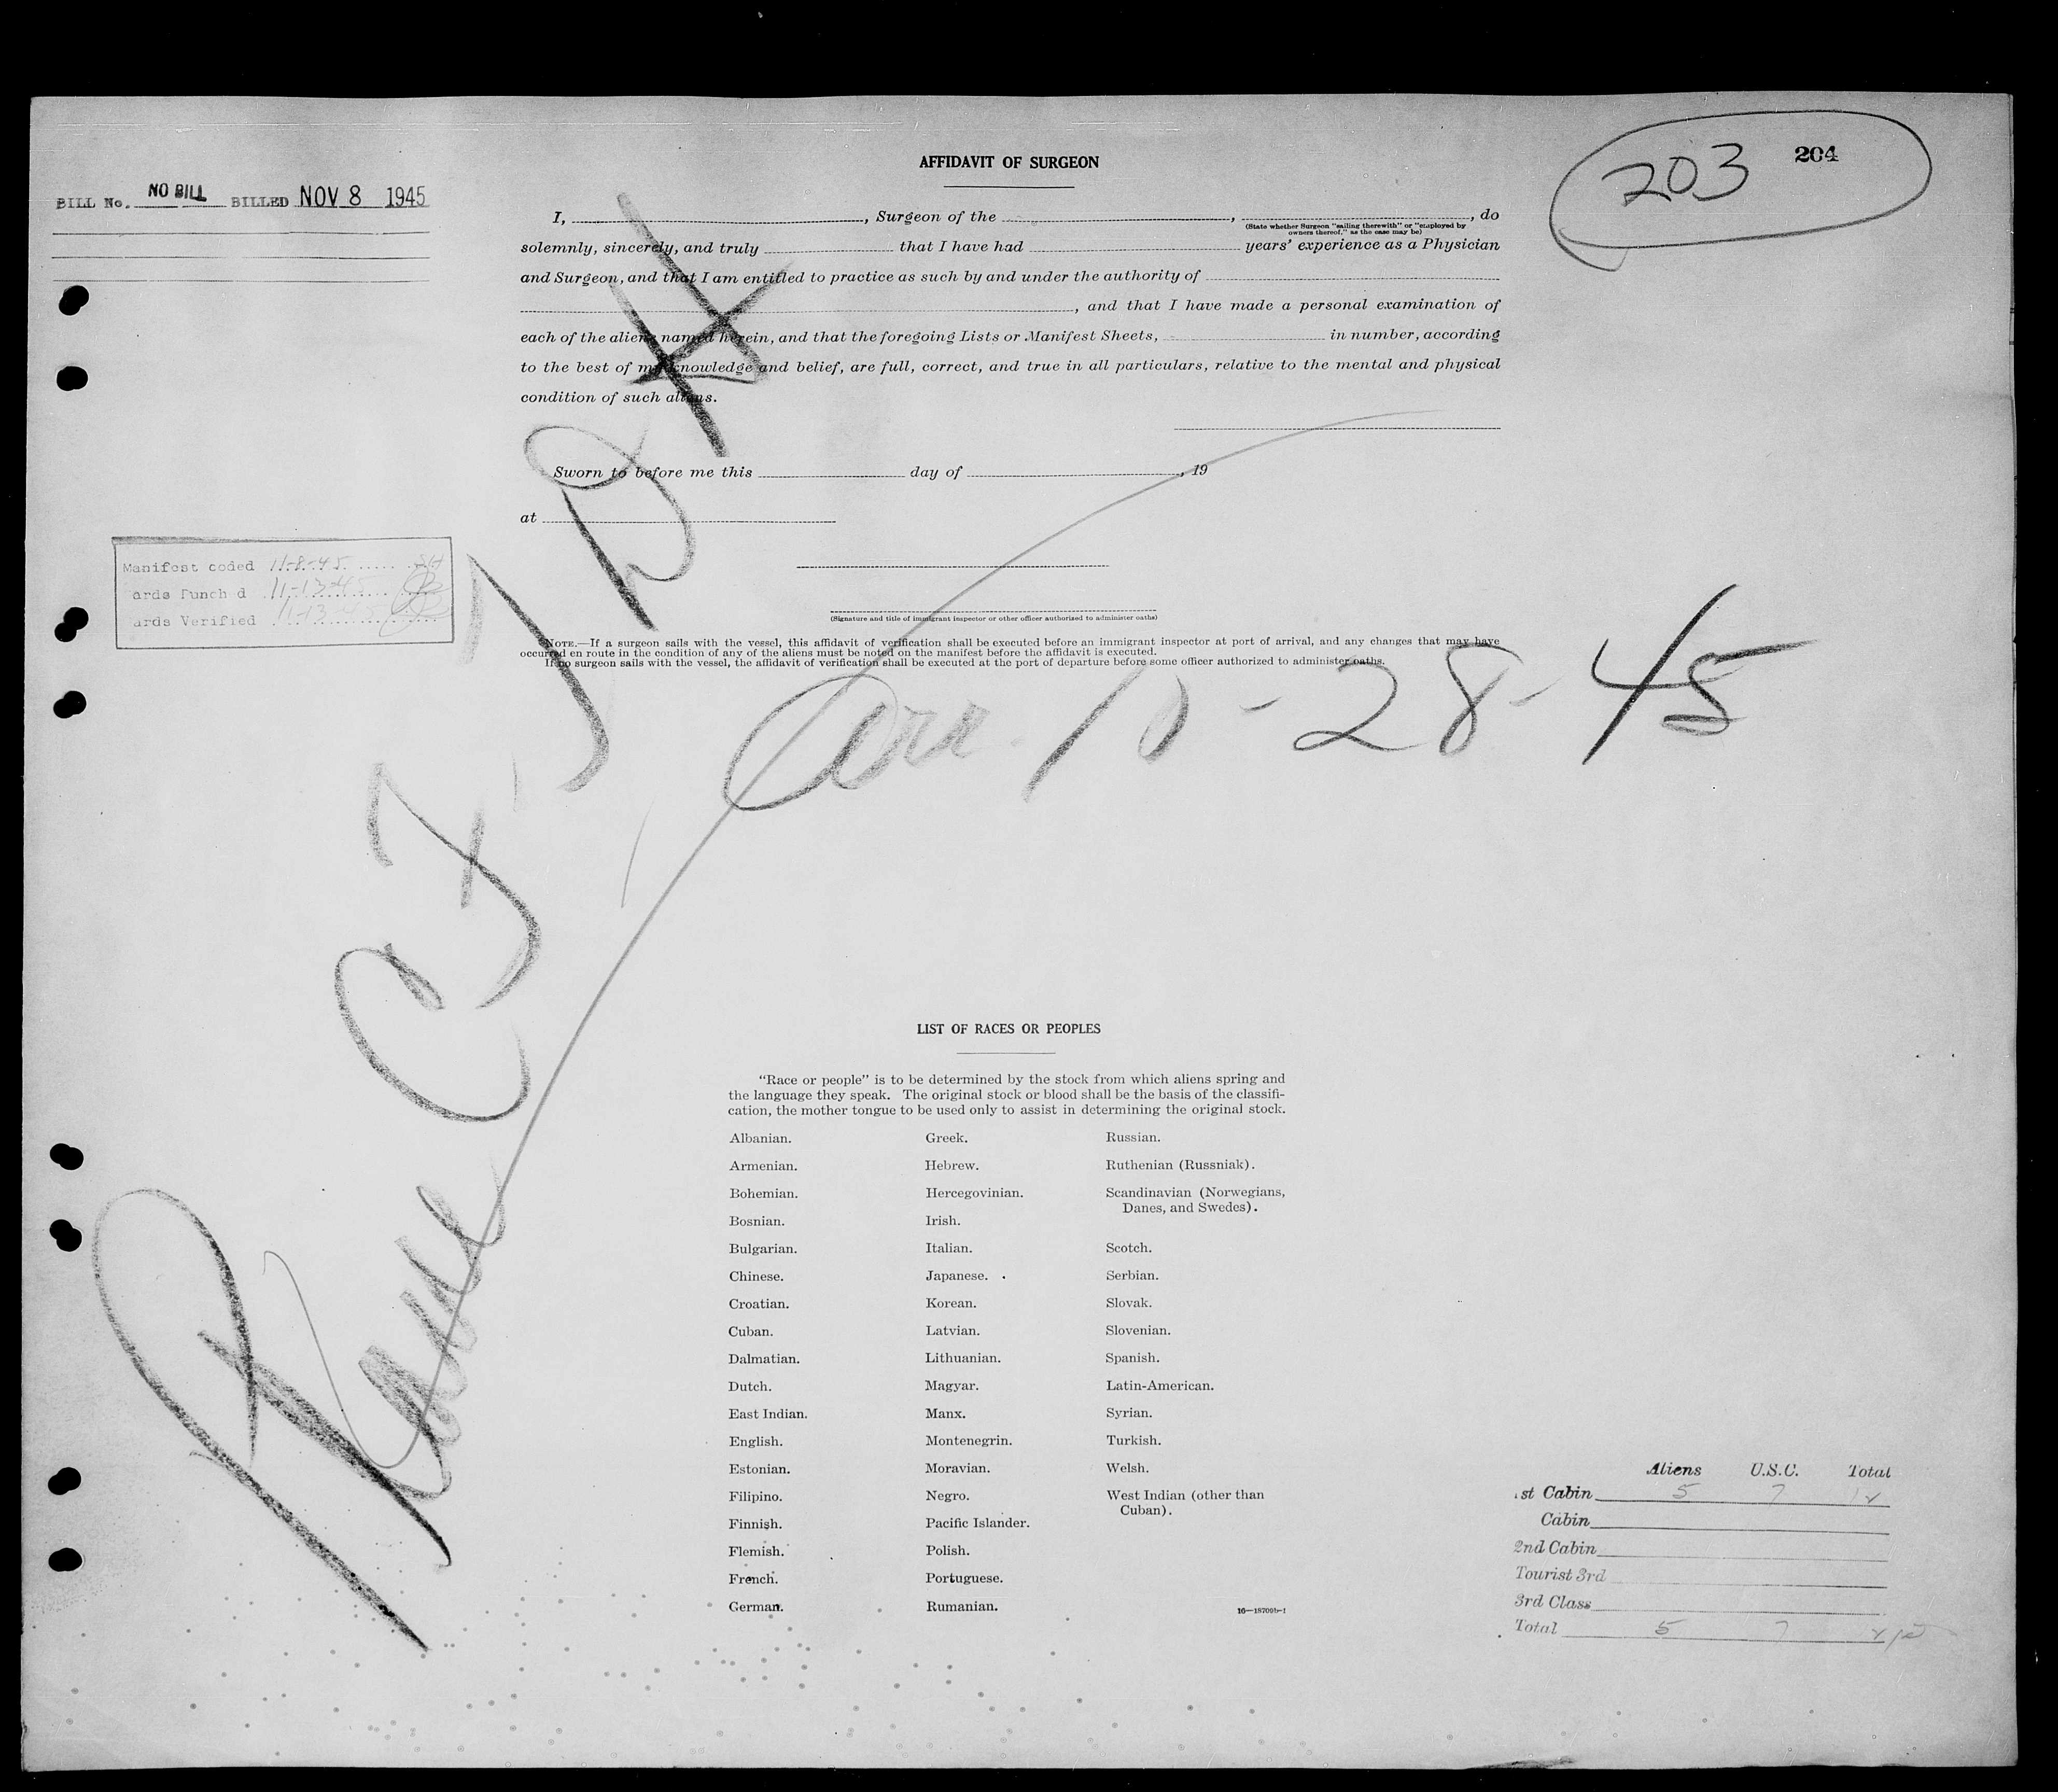 203 204
AFFIDAVIT OF SURGEON
BILL No. NO BILL BILLED NOV 8 1945
I, , Surgeon of the , , do
(State whether Surgeon "sailing therewith" or "employed by
owners thereof," as the case may be)
solemnly, sincerely, and truly that I have had years' experience as a Physician
and Surgeon, and that I am entitled to practice as such by and under the authority of
, and that I have made a personal examination of
each of the aliens named herein, and that the foregoing Lists or Manifest Sheets, in number, according
to the best of my knowledge and belief, are full, correct, and true in all particulars, relative to the mental and physical
condition of such aliens.
Sworn to before me this day of , 19
at
Manifest coded 11-8-45
ards Punch d 11-13-45
ards Verified 11-13-45
(Signature and title of immigrant inspector or other officer authorized to administer oaths)
NOTE.—If a surgeon sails with the vessel, this affidavit of verification shall be executed before an immigrant inspector at port of arrival, and any changes that may have
occurred en route in the condition of any of the aliens must be noted on the manifest before the affidavit is executed.
If no surgeon sails with the vessel, the affidavit of verification shall be executed at the port of departure before some officer authorized to administer oaths.
Plane
Arr 10-28-45
LIST OF RACES OR PEOPLES
"Race or people" is to be determined by the stock from which aliens spring and
the language they speak. The original stock or blood shall be the basis of the classifi-
cation, the mother tongue to be used only to assist in determining the original stock.
Albanian. Greek. Russian.
Armenian. Hebrew. Ruthenian (Russniak).
Bohemian. Hercegovinian. Scandinavian (Norwegians,
Danes, and Swedes).
Bosnian. Irish.
Bulgarian. Italian. Scotch.
Chinese. Japanese. Serbian.
Croatian. Korean. Slovak.
Cuban. Latvian. Slovenian.
Dalmatian. Lithuanian. Spanish.
Dutch. Magyar. Latin-American.
East Indian. Manx. Syrian.
English. Montenegrin. Turkish.
Estonian. Moravian. Welsh.
Filipino. Negro. West Indian (other than
Cuban).
Finnish. Pacific Islander.
Flemish. Polish.
French. Portuguese.
German. Rumanian.
16—18709b-1
Aliens U.S.C. Total
st Cabin 5 7 12
Cabin
2nd Cabin
Tourist 3rd
3rd Class
Total 5 7 12